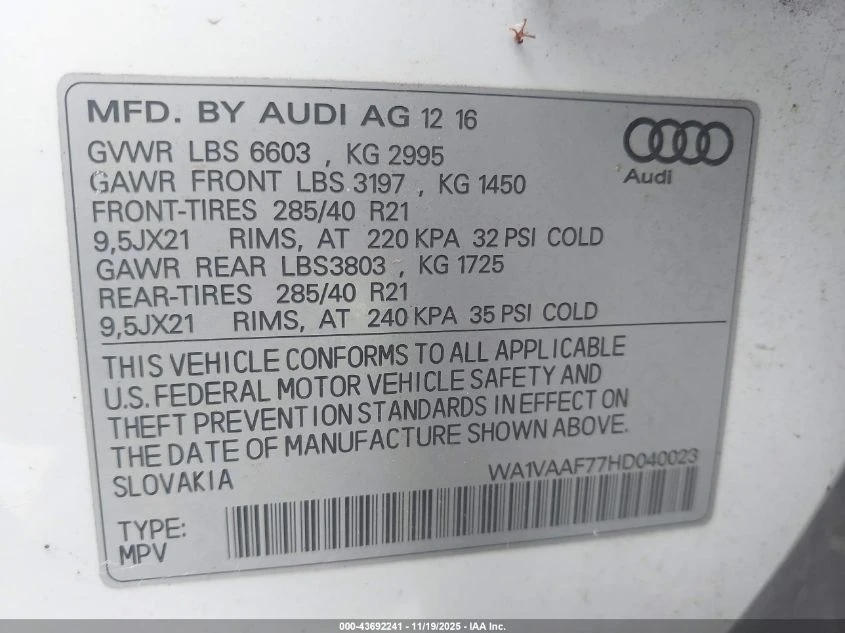 MFD. BY AUDI AG 12 16
GVWR LBS 6603 , KG 2995
GAWR FRONT LBS 3197 , KG 1450
FRONT-TIRES 285/40 R21
9,5JX21 RIMS, AT 220 KPA 32 PSI COLD
GAWR REAR LBS3803 , KG 1725
REAR-TIRES 285/40 R21
9,5JX21 RIMS, AT 240 KPA 35 PSI COLD
Audi
THIS VEHICLE CONFORMS TO ALL APPLICABLE
U.S. FEDERAL MOTOR VEHICLE SAFETY AND
THEFT PREVENTION STANDARDS IN EFFECT ON
THE DATE OF MANUFACTURE SHOWN ABOVE.
SLOVAKIA
WA1VAAF77HD040023
TYPE:
MPV
000-43692241 - 11/19/2025 - IAA Inc.